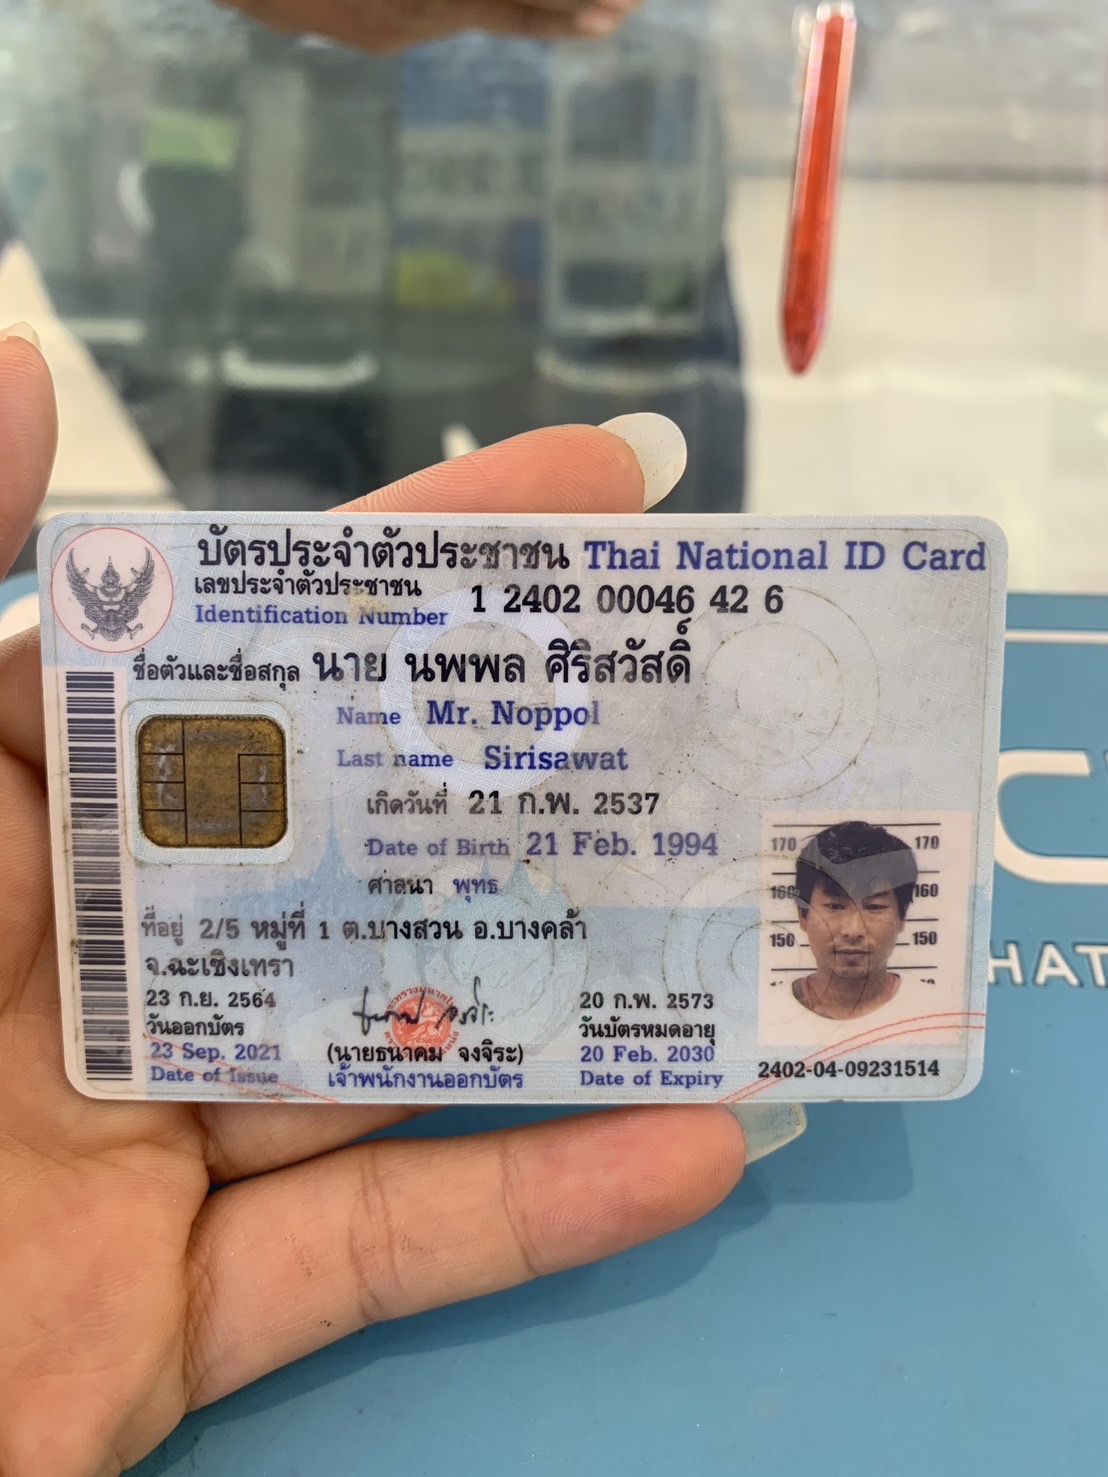 บัตรประจำตัวประชาชน Thai National ID Card
เลขประจำตัวประชาชน
Identification Number
1 2402 00046 42 6
ชื่อตัวและชื่อสกุล นาย นพพล ศิริสวัสดิ์
Name Mr. Noppol
Last name Sirisawat
เกิดวันที่ 21 ก.พ. 2537
Date of Birth 21 Feb. 1994
ศาสนา พุทธ
ที่อยู่ 2/5 หมู่ที่ 1 ต.บางสวน อ.บางคล้า
จ.ฉะเชิงเทรา
23 ก.ย. 2564
วันออกบัตร
23 Sep. 2021
Date of Issue
(นายธนาคม จงจิระ)
เจ้าพนักงานออกบัตร
20 ก.พ. 2573
วันบัตรหมดอายุ
20 Feb. 2030
Date of Expiry
170 170
160 160
150 150
2402-04-09231514